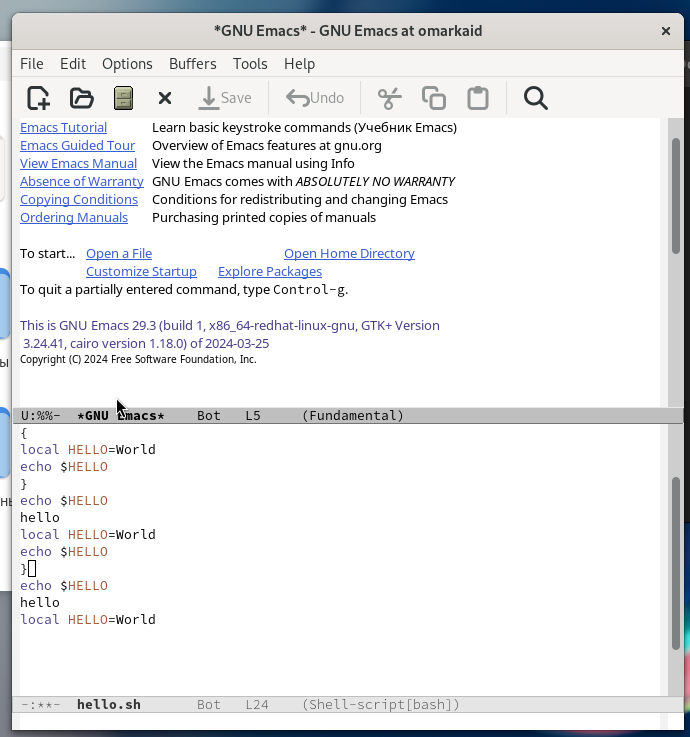 *GNU Emacs* - GNU Emacs at omarkaid
File Edit Options Buffers Tools Help
Save Undo
Emacs Tutorial Learn basic keystroke commands (Учебник Emacs)
Emacs Guided Tour Overview of Emacs features at gnu.org
View Emacs Manual View the Emacs manual using Info
Absence of Warranty GNU Emacs comes with ABSOLUTELY NO WARRANTY
Copying Conditions Conditions for redistributing and changing Emacs
Ordering Manuals Purchasing printed copies of manuals
To start... Open a File Open Home Directory
Customize Startup Explore Packages
To quit a partially entered command, type Control-g.
This is GNU Emacs 29.3 (build 1, x86_64-redhat-linux-gnu, GTK+ Version
3.24.41, cairo version 1.18.0) of 2024-03-25
Copyright (C) 2024 Free Software Foundation, Inc.
U:%%- *GNU Emacs* Bot L5 (Fundamental)
{
local HELLO=World
echo $HELLO
}
echo $HELLO
hello
local HELLO=World
echo $HELLO
}
echo $HELLO
hello
local HELLO=World
-:**- hello.sh Bot L24 (Shell-script[bash])